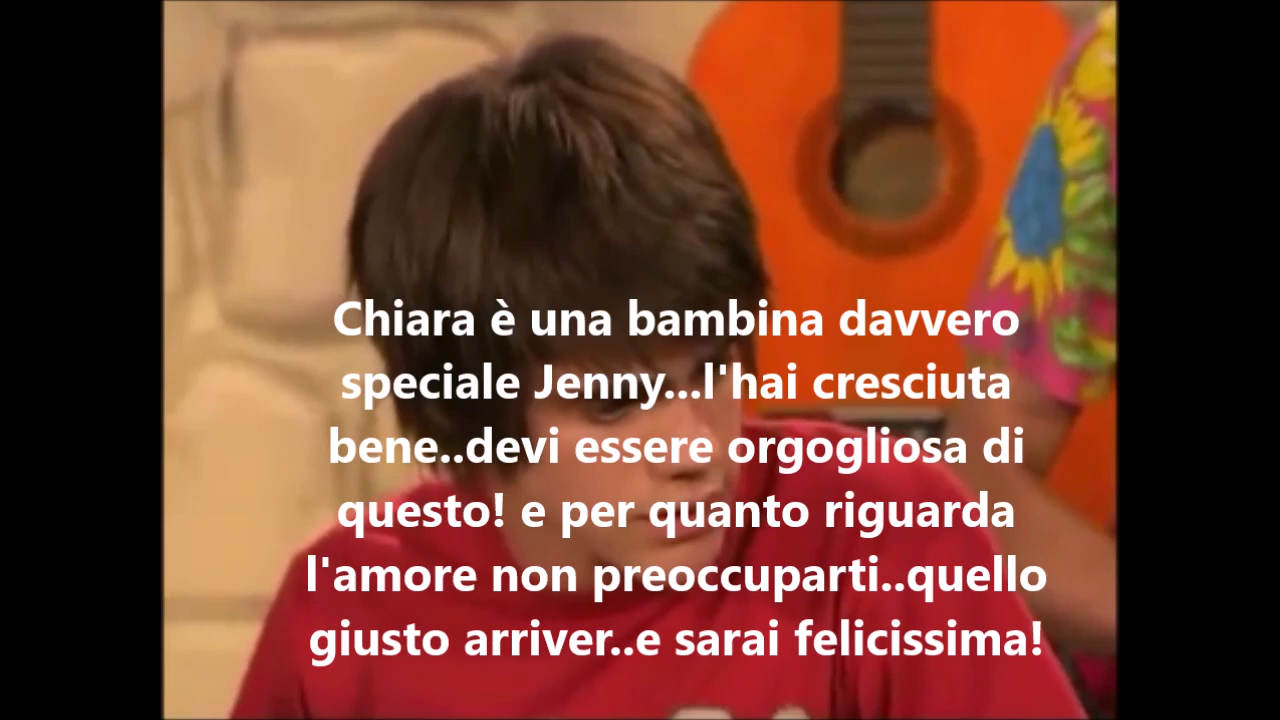 Chiara è una bambina davvero
speciale Jenny...l'hai cresciuta
bene..devi essere orgogliosa di
questo! e per quanto riguarda
l'amore non preoccuparti..quello
giusto arriver..e sarai felicissima!